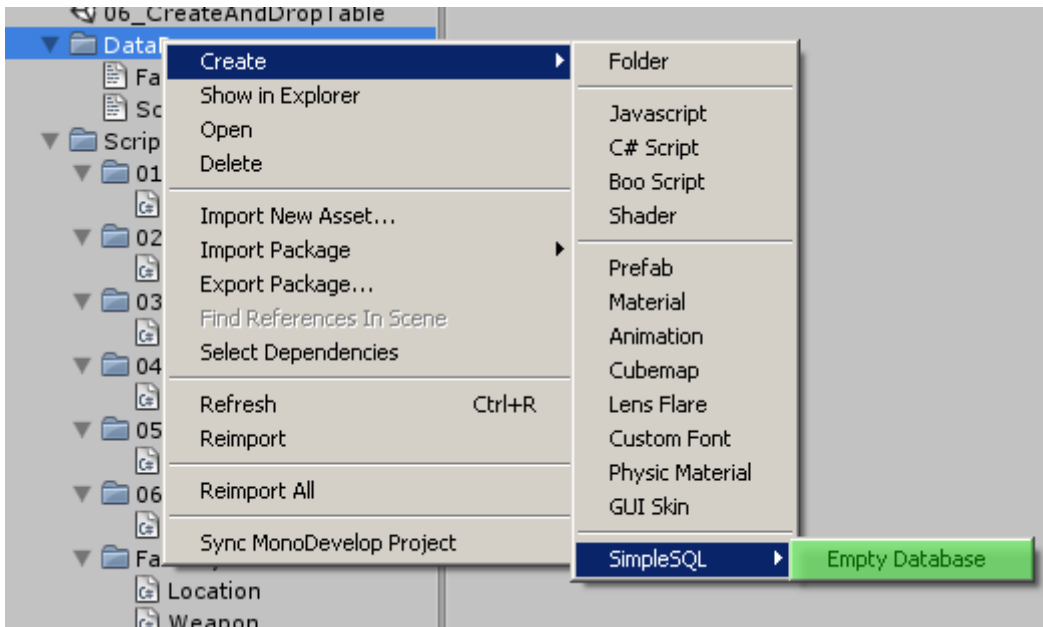 06_CreateAndDropTable
Create
Show in Explorer
Open
Delete
Import New Asset...
Import Package
Export Package...
Find References In Scene
Select Dependencies
Refresh Ctrl+R
Reimport
Reimport All
Sync MonoDevelop Project
Folder
Javascript
C# Script
Boo Script
Shader
Prefab
Material
Animation
Cubemap
Lens Flare
Custom Font
Physic Material
GUI Skin
SimpleSQL
Empty Database
01
02
03
04
05
06
Location
Weapon